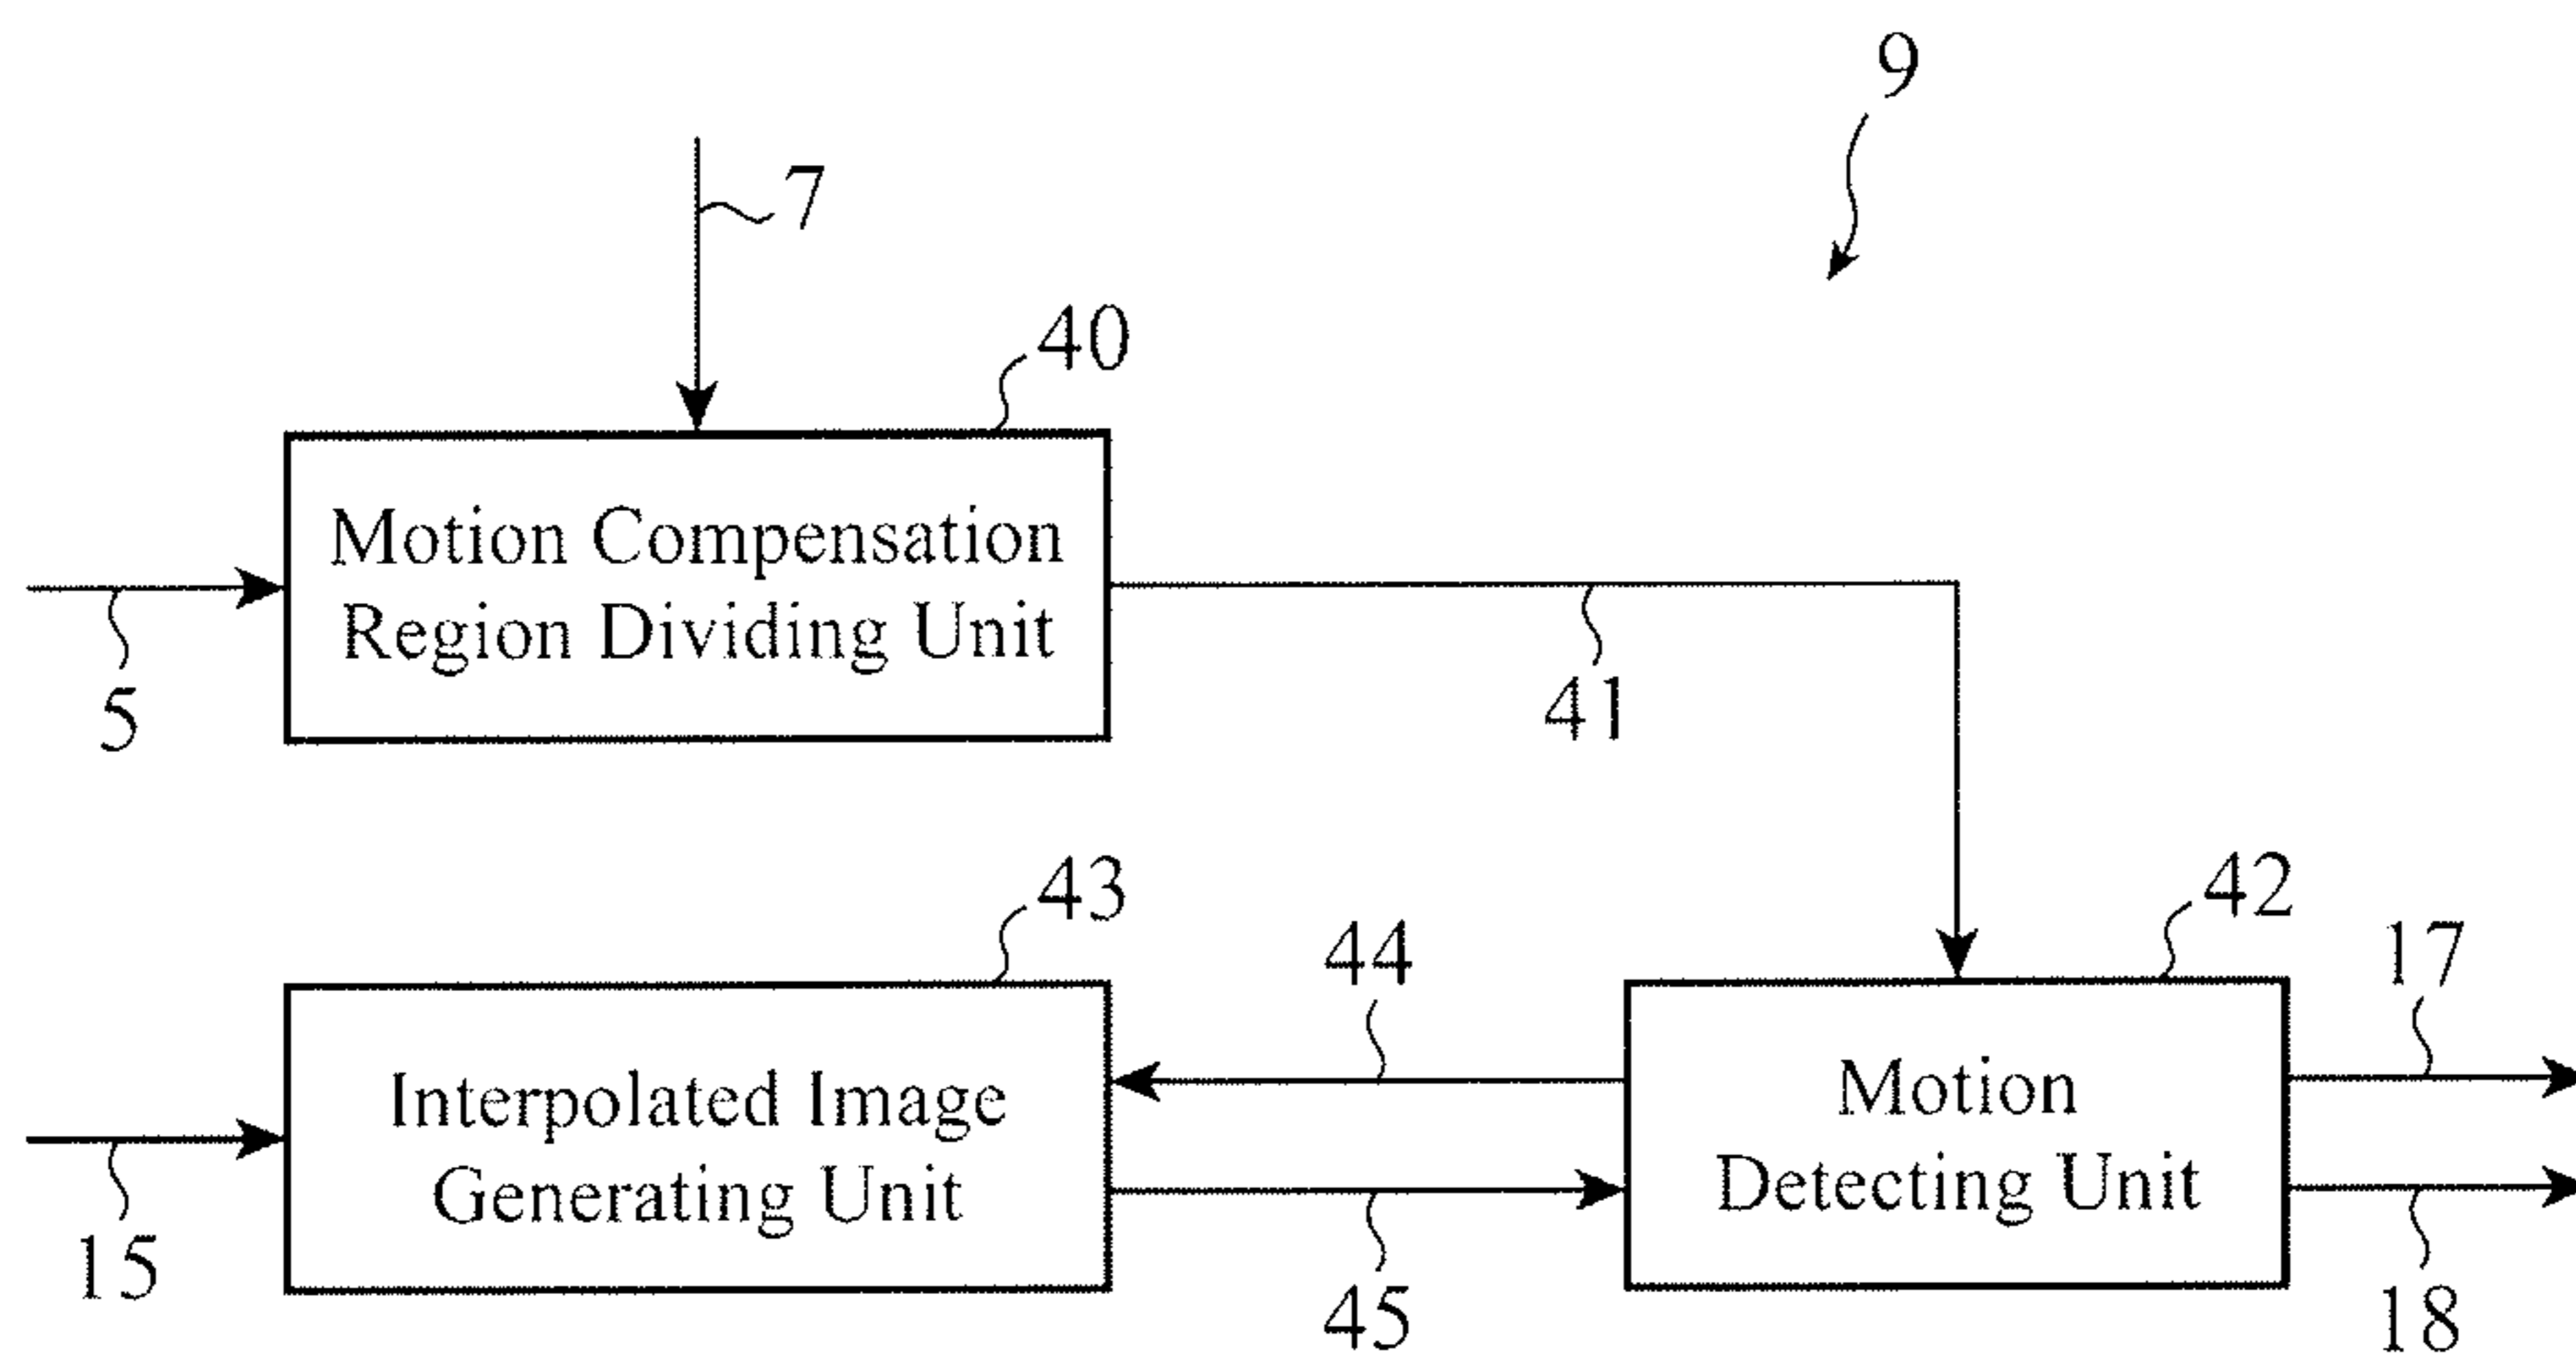 9
7
40
Motion Compensation
Region Dividing Unit
5
41
43
42
44
17
Interpolated Image
Generating Unit
Motion
Detecting Unit
15
45
18